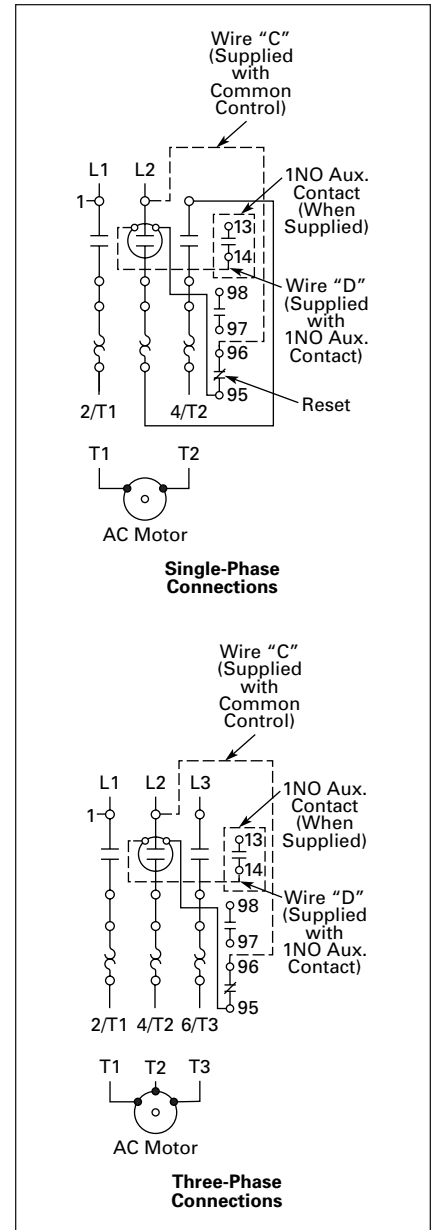 Wire “C”
(Supplied
with
Common
Control)
L1 L2
1NO Aux.
Contact
(When
Supplied)
1
13
14
Wire “D”
(Supplied
with
1NO Aux.
Contact)
98
97
96
95
Reset
2/T1 4/T2
T1 T2
AC Motor
Single-Phase
Connections
Wire “C”
(Supplied
with
Common
Control)
L1 L2 L3
1NO Aux.
Contact
(When
Supplied)
1
13
14
Wire “D”
(Supplied
with
1NO Aux.
Contact)
98
97
96
95
2/T1 4/T2 6/T3
T1 T2 T3
AC Motor
Three-Phase
Connections